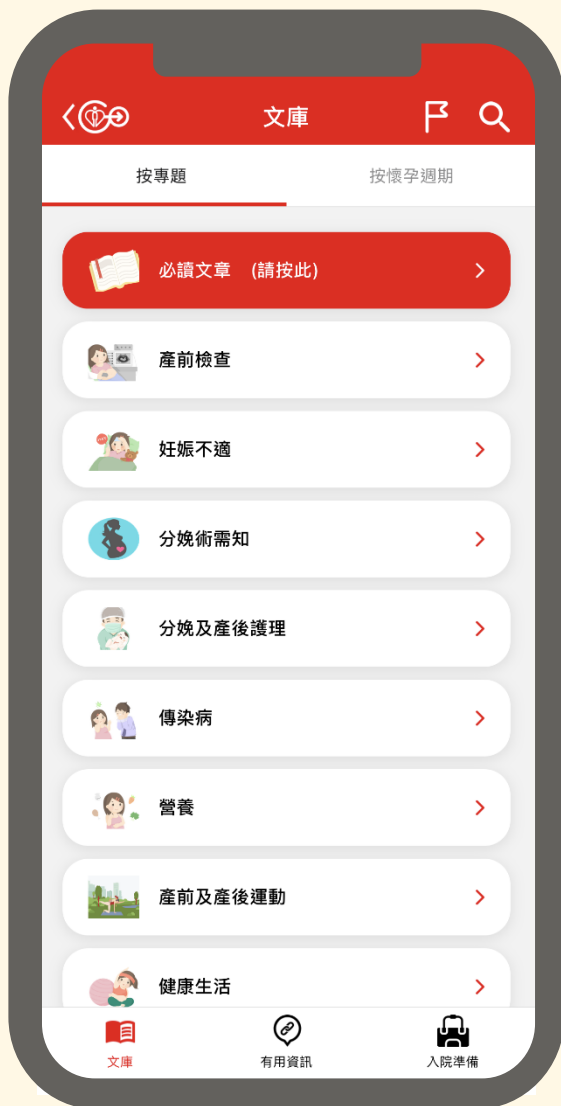 文庫
按專題
按懷孕週期
必讀文章 (請按此)
產前檢查
妊娠不適
分娩術需知
分娩及產後護理
傳染病
營養
產前及產後運動
健康生活
文庫
有用資訊
入院準備